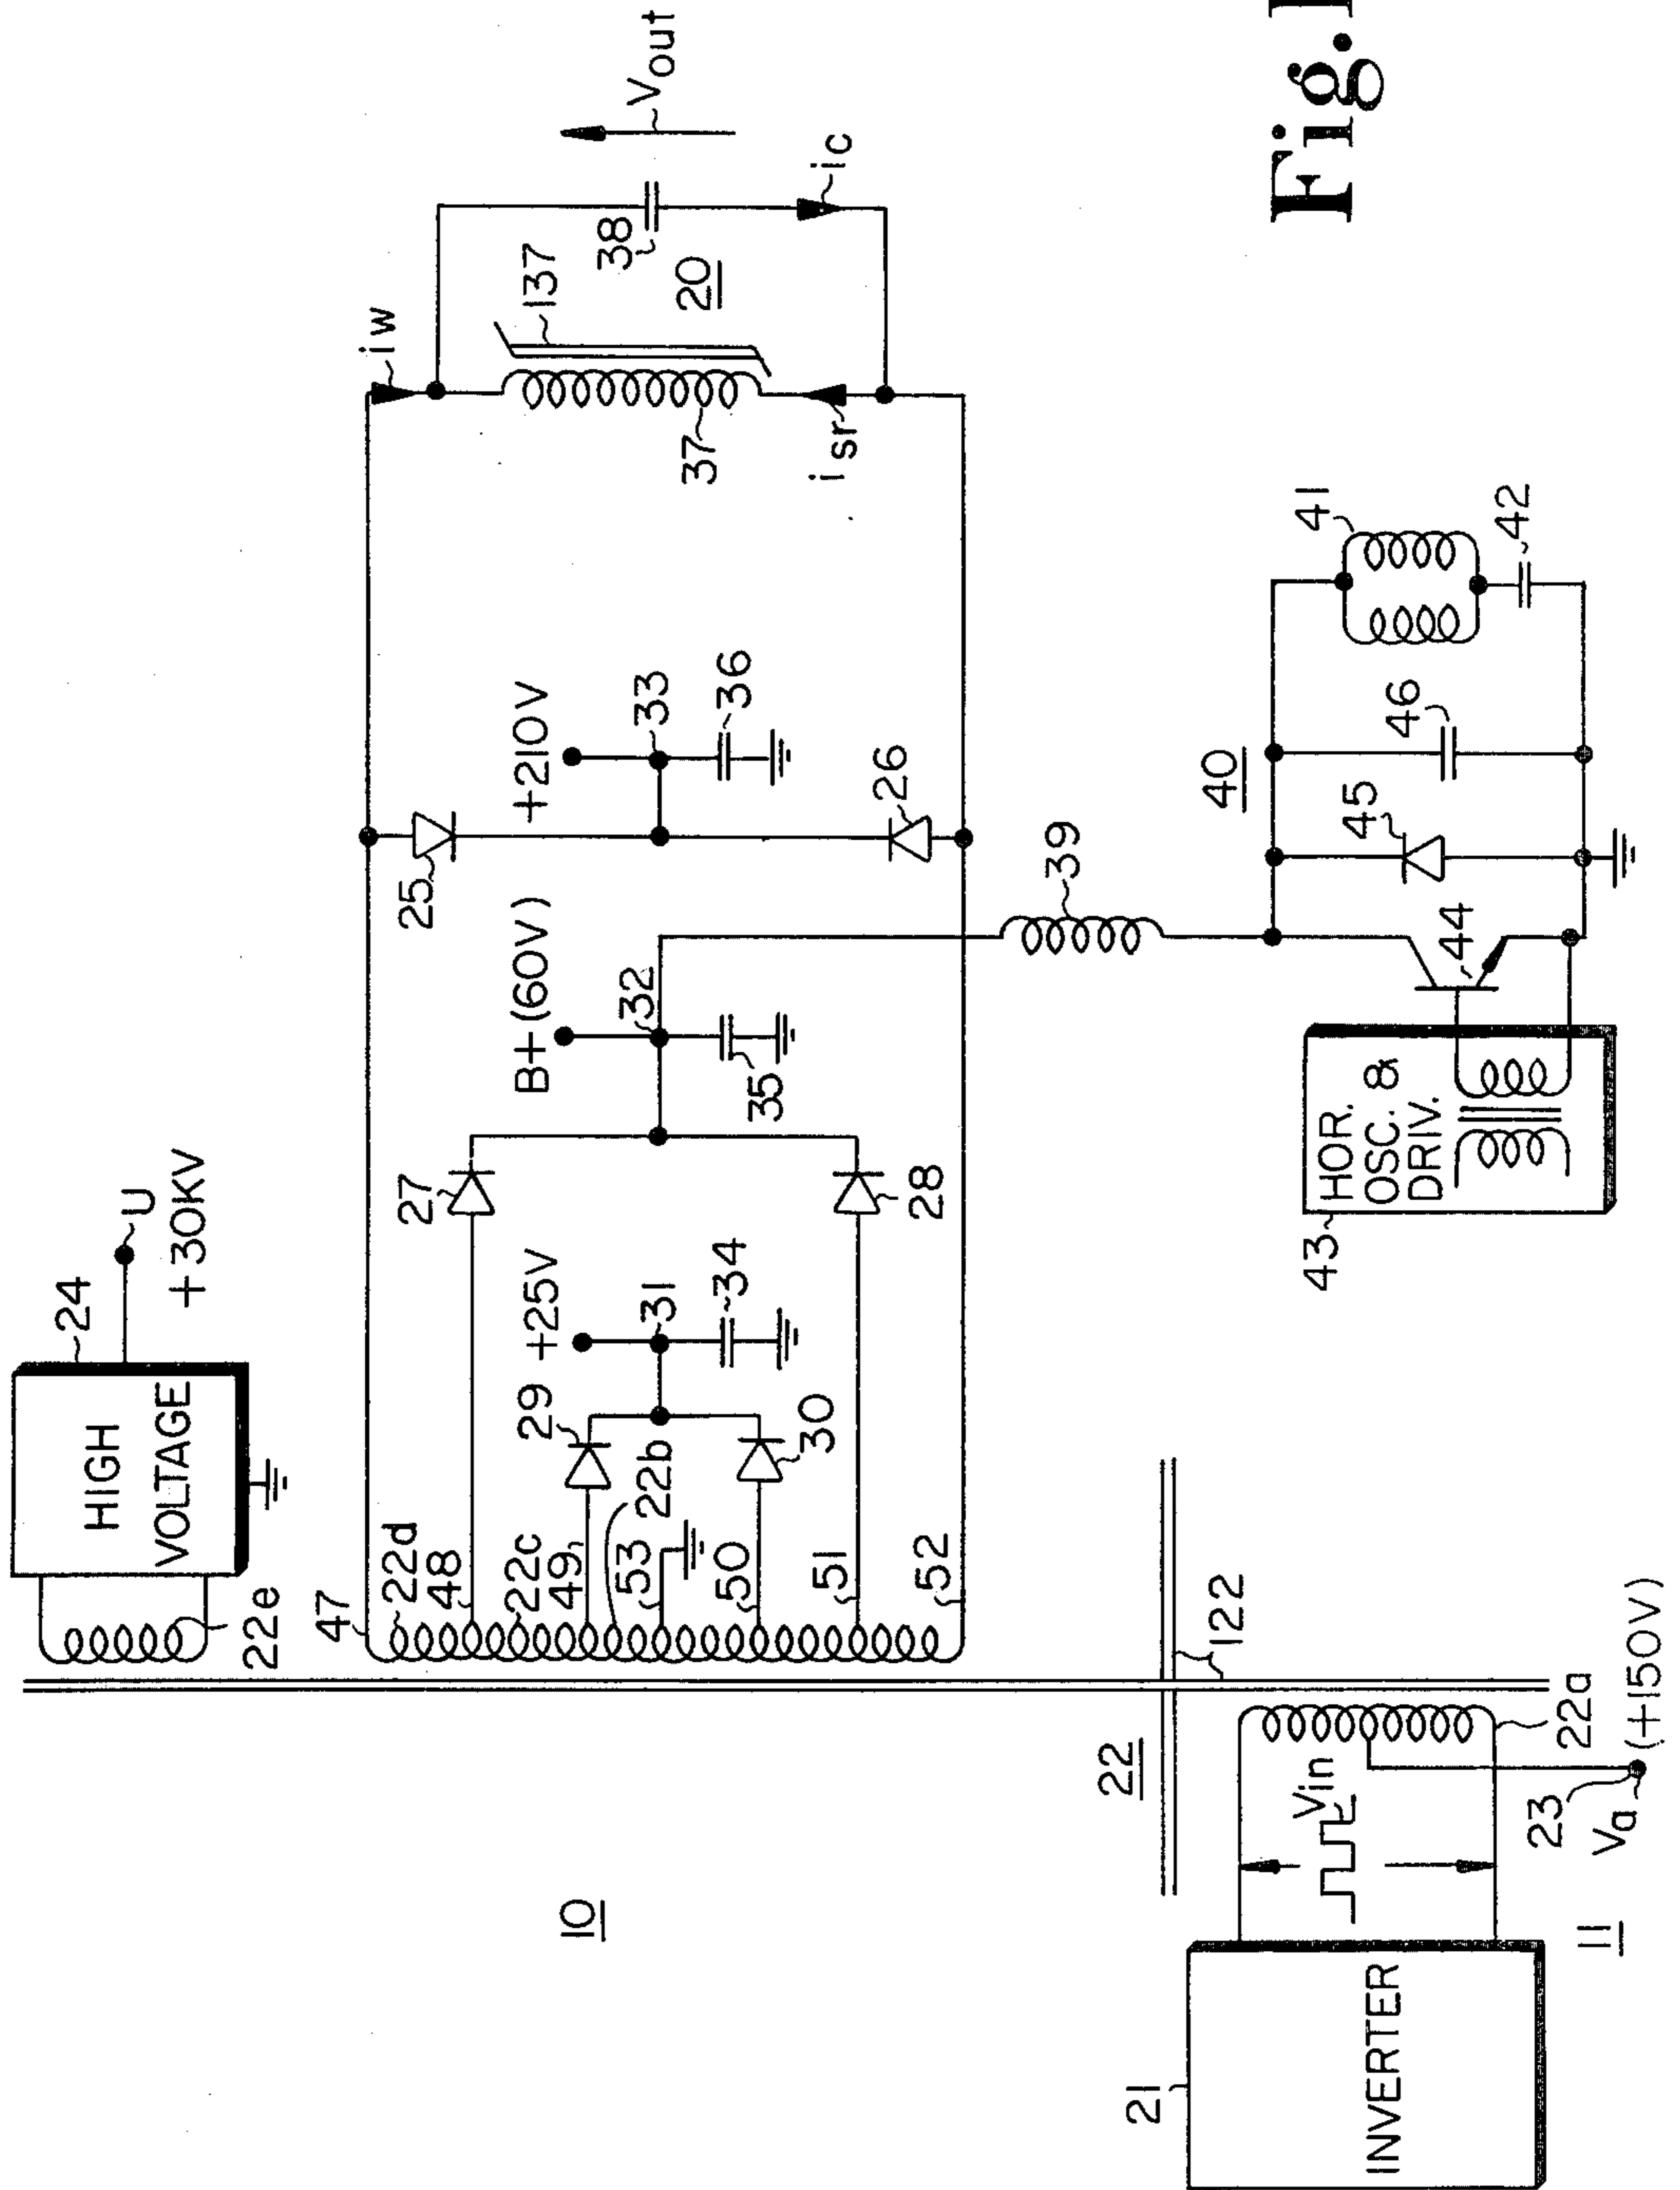 24
HIGH
VOLTAGE
U
+30KV
22e
47
22d
48
22c
49
22b
53
50
51
52
29
30
+25V
31
34
27
28
B+(60V)
32
35
25
+210V
33
36
26
iw
137
38
20
37
isr
ic
Vout
39
40
45
46
41
42
44
HOR.
OSC. &
DRIV.
43
122
22
Vin
22a
23
Va
(+150V)
10
11
21
INVERTER
Fig.1